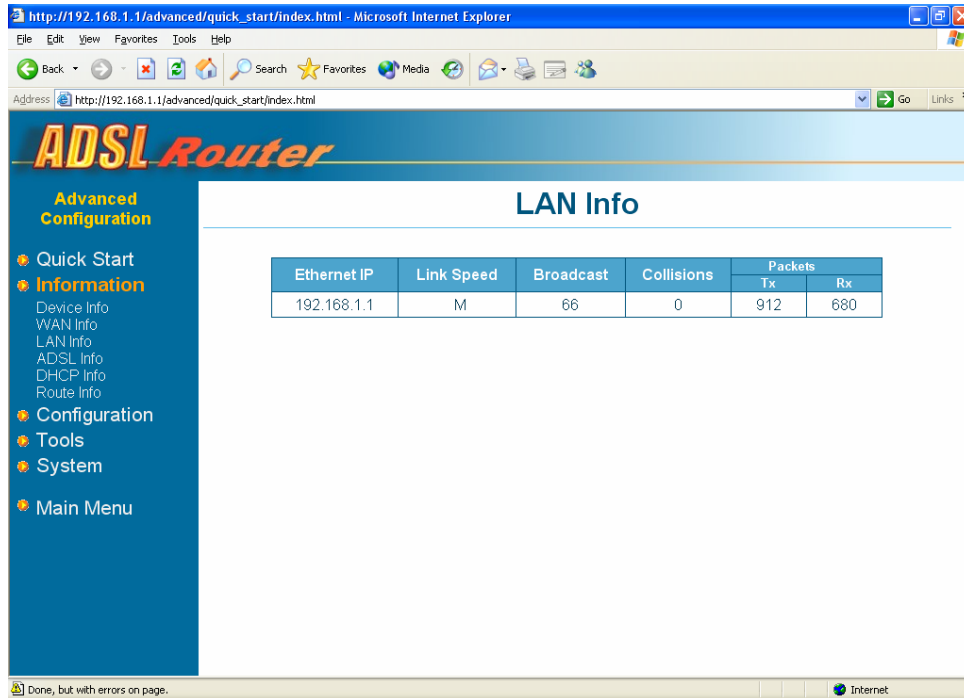 http://192.168.1.1/advanced/quick_start/index.html - Microsoft Internet Explorer
File Edit View Favorites Tools Help
Back Search Favorites Media
Address http://192.168.1.1/advanced/quick_start/index.html Go Links
ADSL Router
Advanced
Configuration
Quick Start
Information
Device Info
WAN Info
LAN Info
ADSL Info
DHCP Info
Route Info
Configuration
Tools
System
Main Menu
LAN Info
Ethernet IP Link Speed Broadcast Collisions Packets
Tx Rx
192.168.1.1 M 66 0 912 680
Done, but with errors on page. Internet